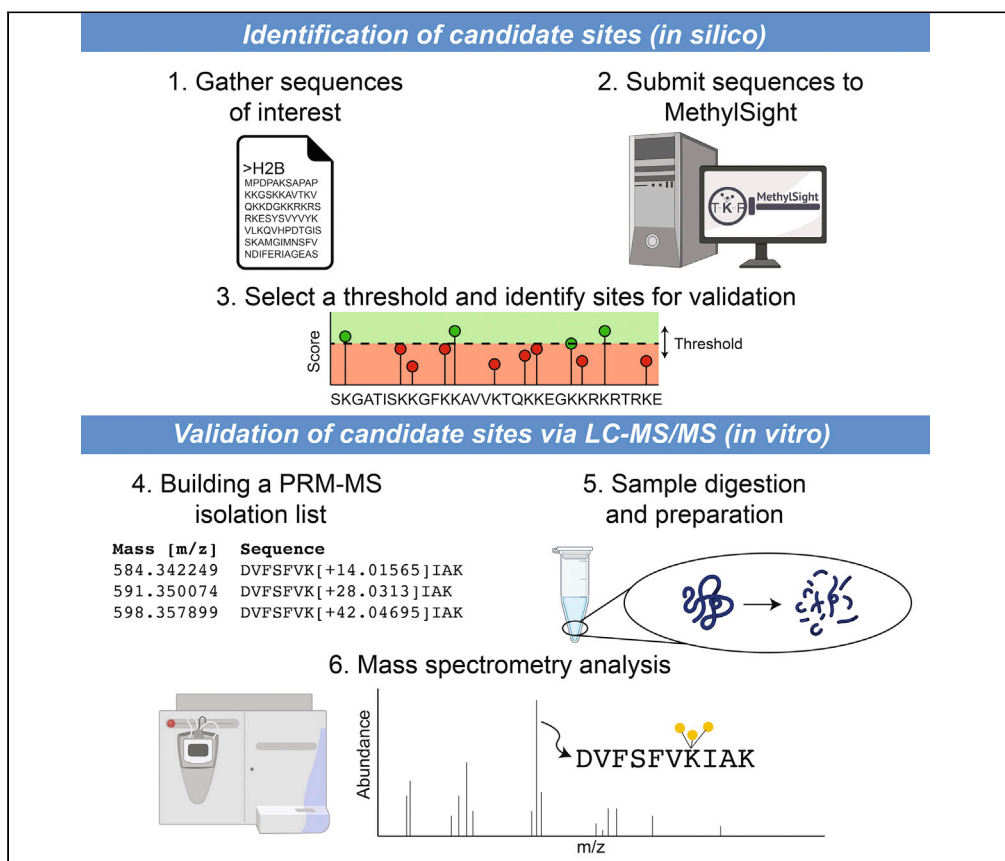 Identification of candidate sites (in silico)
1. Gather sequences
of interest
2. Submit sequences to
MethylSight
>H2B
MPDPAKSAPAP
KKGSKKAVTKV
QKKDGKKRKRS
RKESYSVYVYK
VLKQVHPDTGIS
SKAMGIMNSFV
NDIFERIAGEAS
TKF
MethylSight
3. Select a threshold and identify sites for validation
Score
Threshold
SKGATISKKGFKKAVVKTQKKEGKKRKRTRKE
Validation of candidate sites via LC-MS/MS (in vitro)
4. Building a PRM-MS
isolation list
5. Sample digestion
and preparation
Mass [m/z] Sequence
584.342249 DVFSFVK[+14.01565]IAK
591.350074 DVFSFVK[+28.0313]IAK
598.357899 DVFSFVK[+42.04695]IAK
6. Mass spectrometry analysis
Abundance
DVFSFVKIAK
m/z